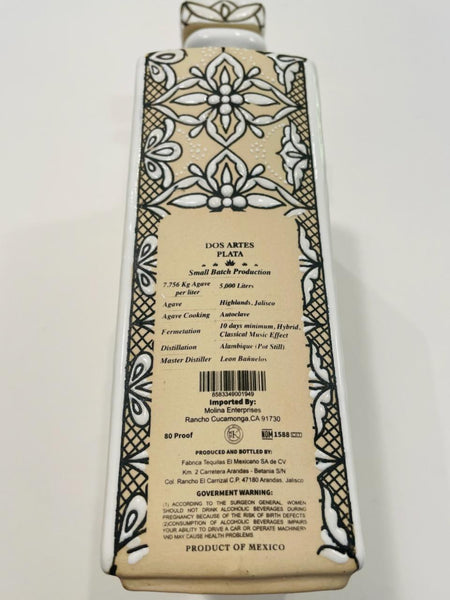 DOS ARTES
PLATA
Small Batch Production
7.756 Kg Agave per liter 5,000 Liters
Agave Highlands, Jalisco
Agave Cooking Autoclave
Fermetation 10 days minimum, Hybrid, Classical Music Effect
Distillation Alambique (Pot Still)
Master Distiller Leon Bañuelos
6583349001949
Imported By:
Molina Enterprises
Rancho Cucamonga,CA 91730
80 Proof K NOM 1588
PRODUCED AND BOTTLED BY:
Fabrica Tequilas El Mexicano SA de CV
Km. 2 Carretera Arandas - Betania S/N
Col. Rancho El Carrizal C.P. 47180 Arandas, Jalisco
GOVERMENT WARNING:
(1) ACCORDING TO THE SURGEON GENERAL, WOMEN
SHOULD NOT DRINK ALCOHOLIC BEVERAGES DURING
PREGNANCY BECAUSE OF THE RISK OF BIRTH DEFECTS.
(2)CONSUMPTION OF ALCOHOLIC BEVERAGES IMPAIRS
YOUR ABILITY TO DRIVE A CAR OR OPERATE MACHINERY
AND MAY CAUSE HEALTH PROBLEMS
PRODUCT OF MEXICO